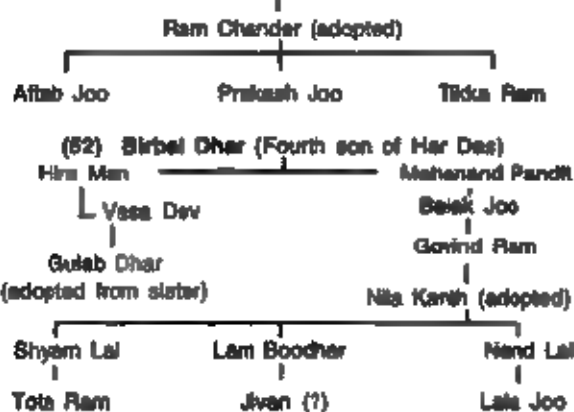 Ram Chander (adopted)
Aftab Joo Prakash Joo Tikka Ram
(52) Birbal Dhar (Fourth son of Har Das)
Hira Man Mahanand Pandit
Vasa Dev Balak Joo
Govind Ram
Gulab Dhar
(adopted from sister) Nila Kanth (adopted)
Shyam Lal Lam Boodhar Nand Lal
Tota Ram Jivan (?) Lala Joo